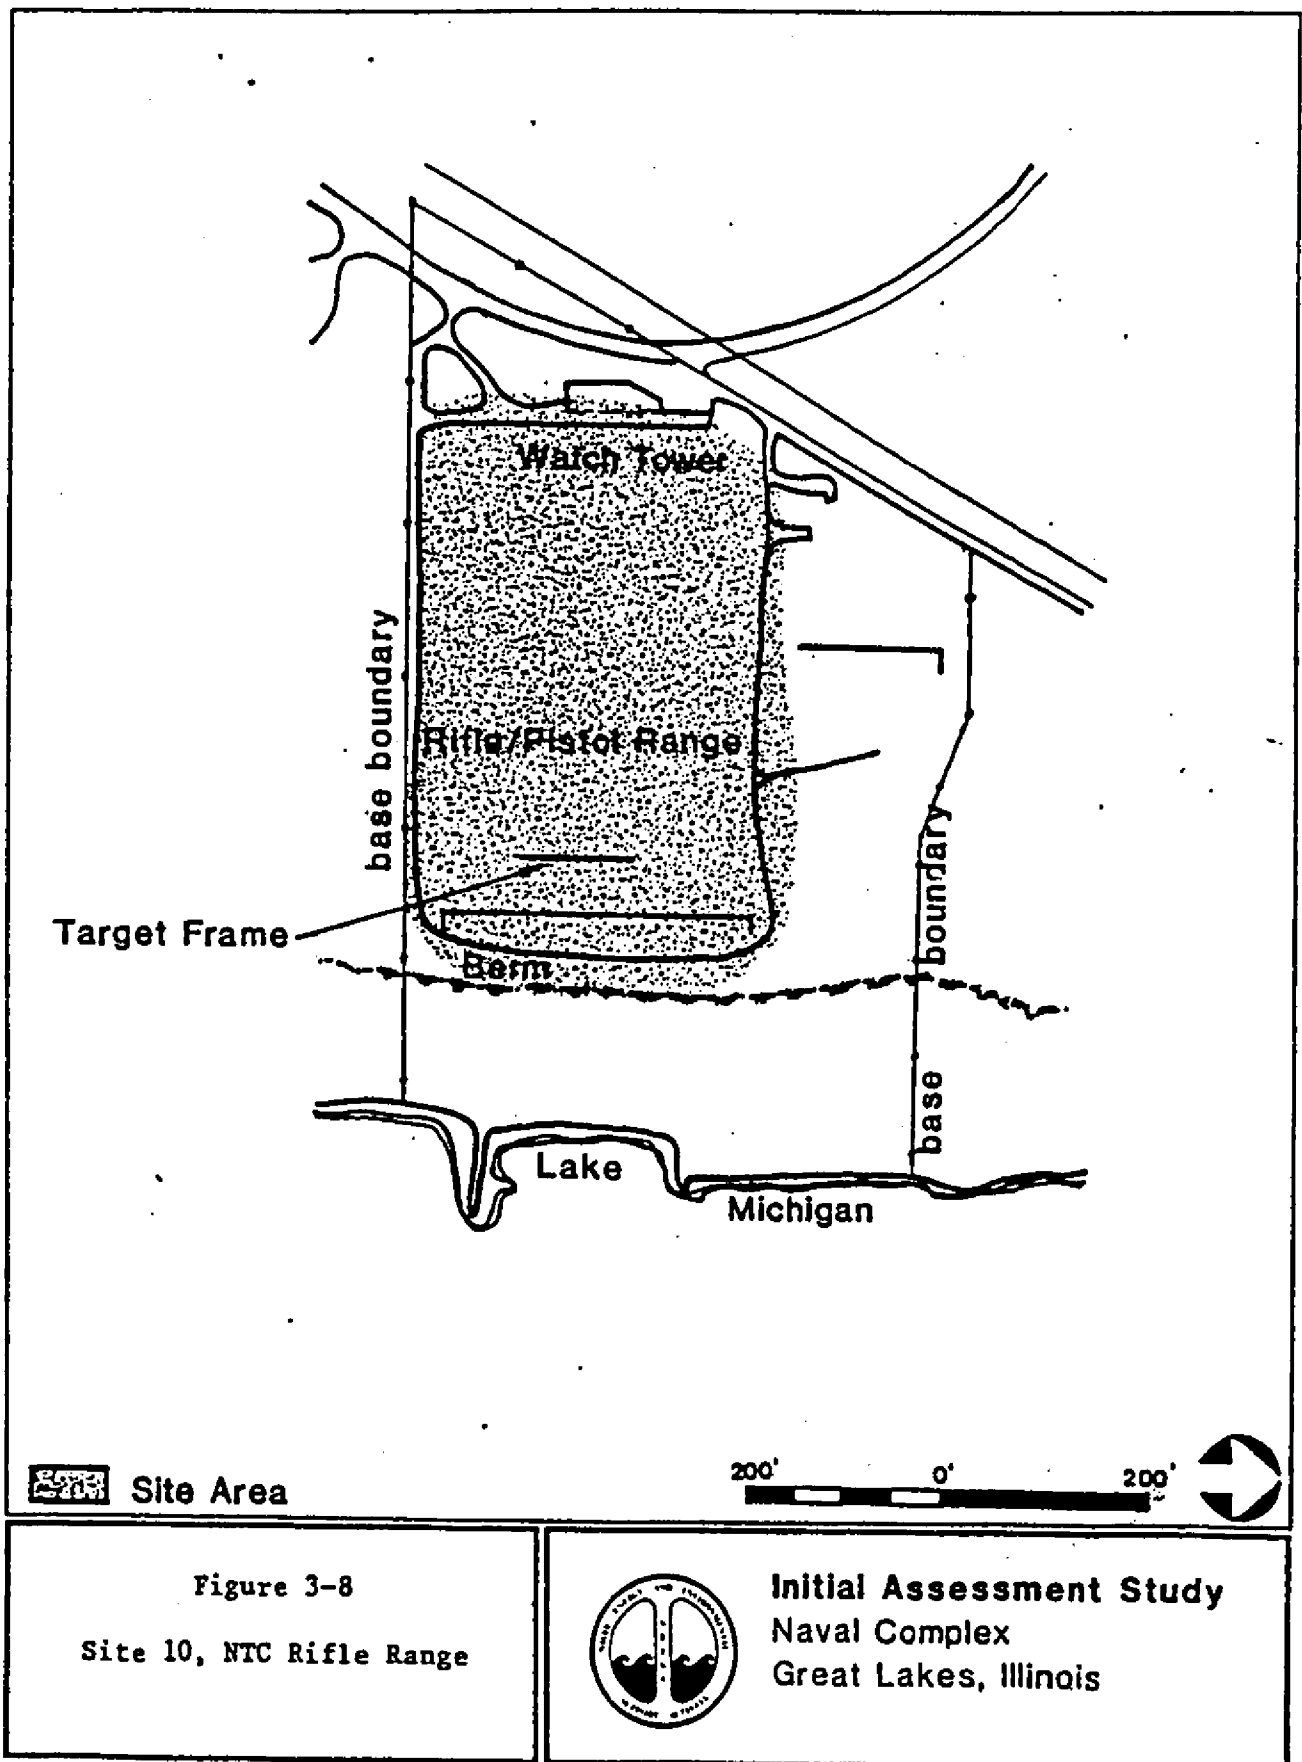 Watch Tower
base boundary
Rifle/Pistol Range
boundary
Target Frame
Berm
base
Lake
Michigan
200' 0' 200'
Site Area
Figure 3-8
Site 10, NTC Rifle Range
Initial Assessment Study
Naval Complex
Great Lakes, Illinois